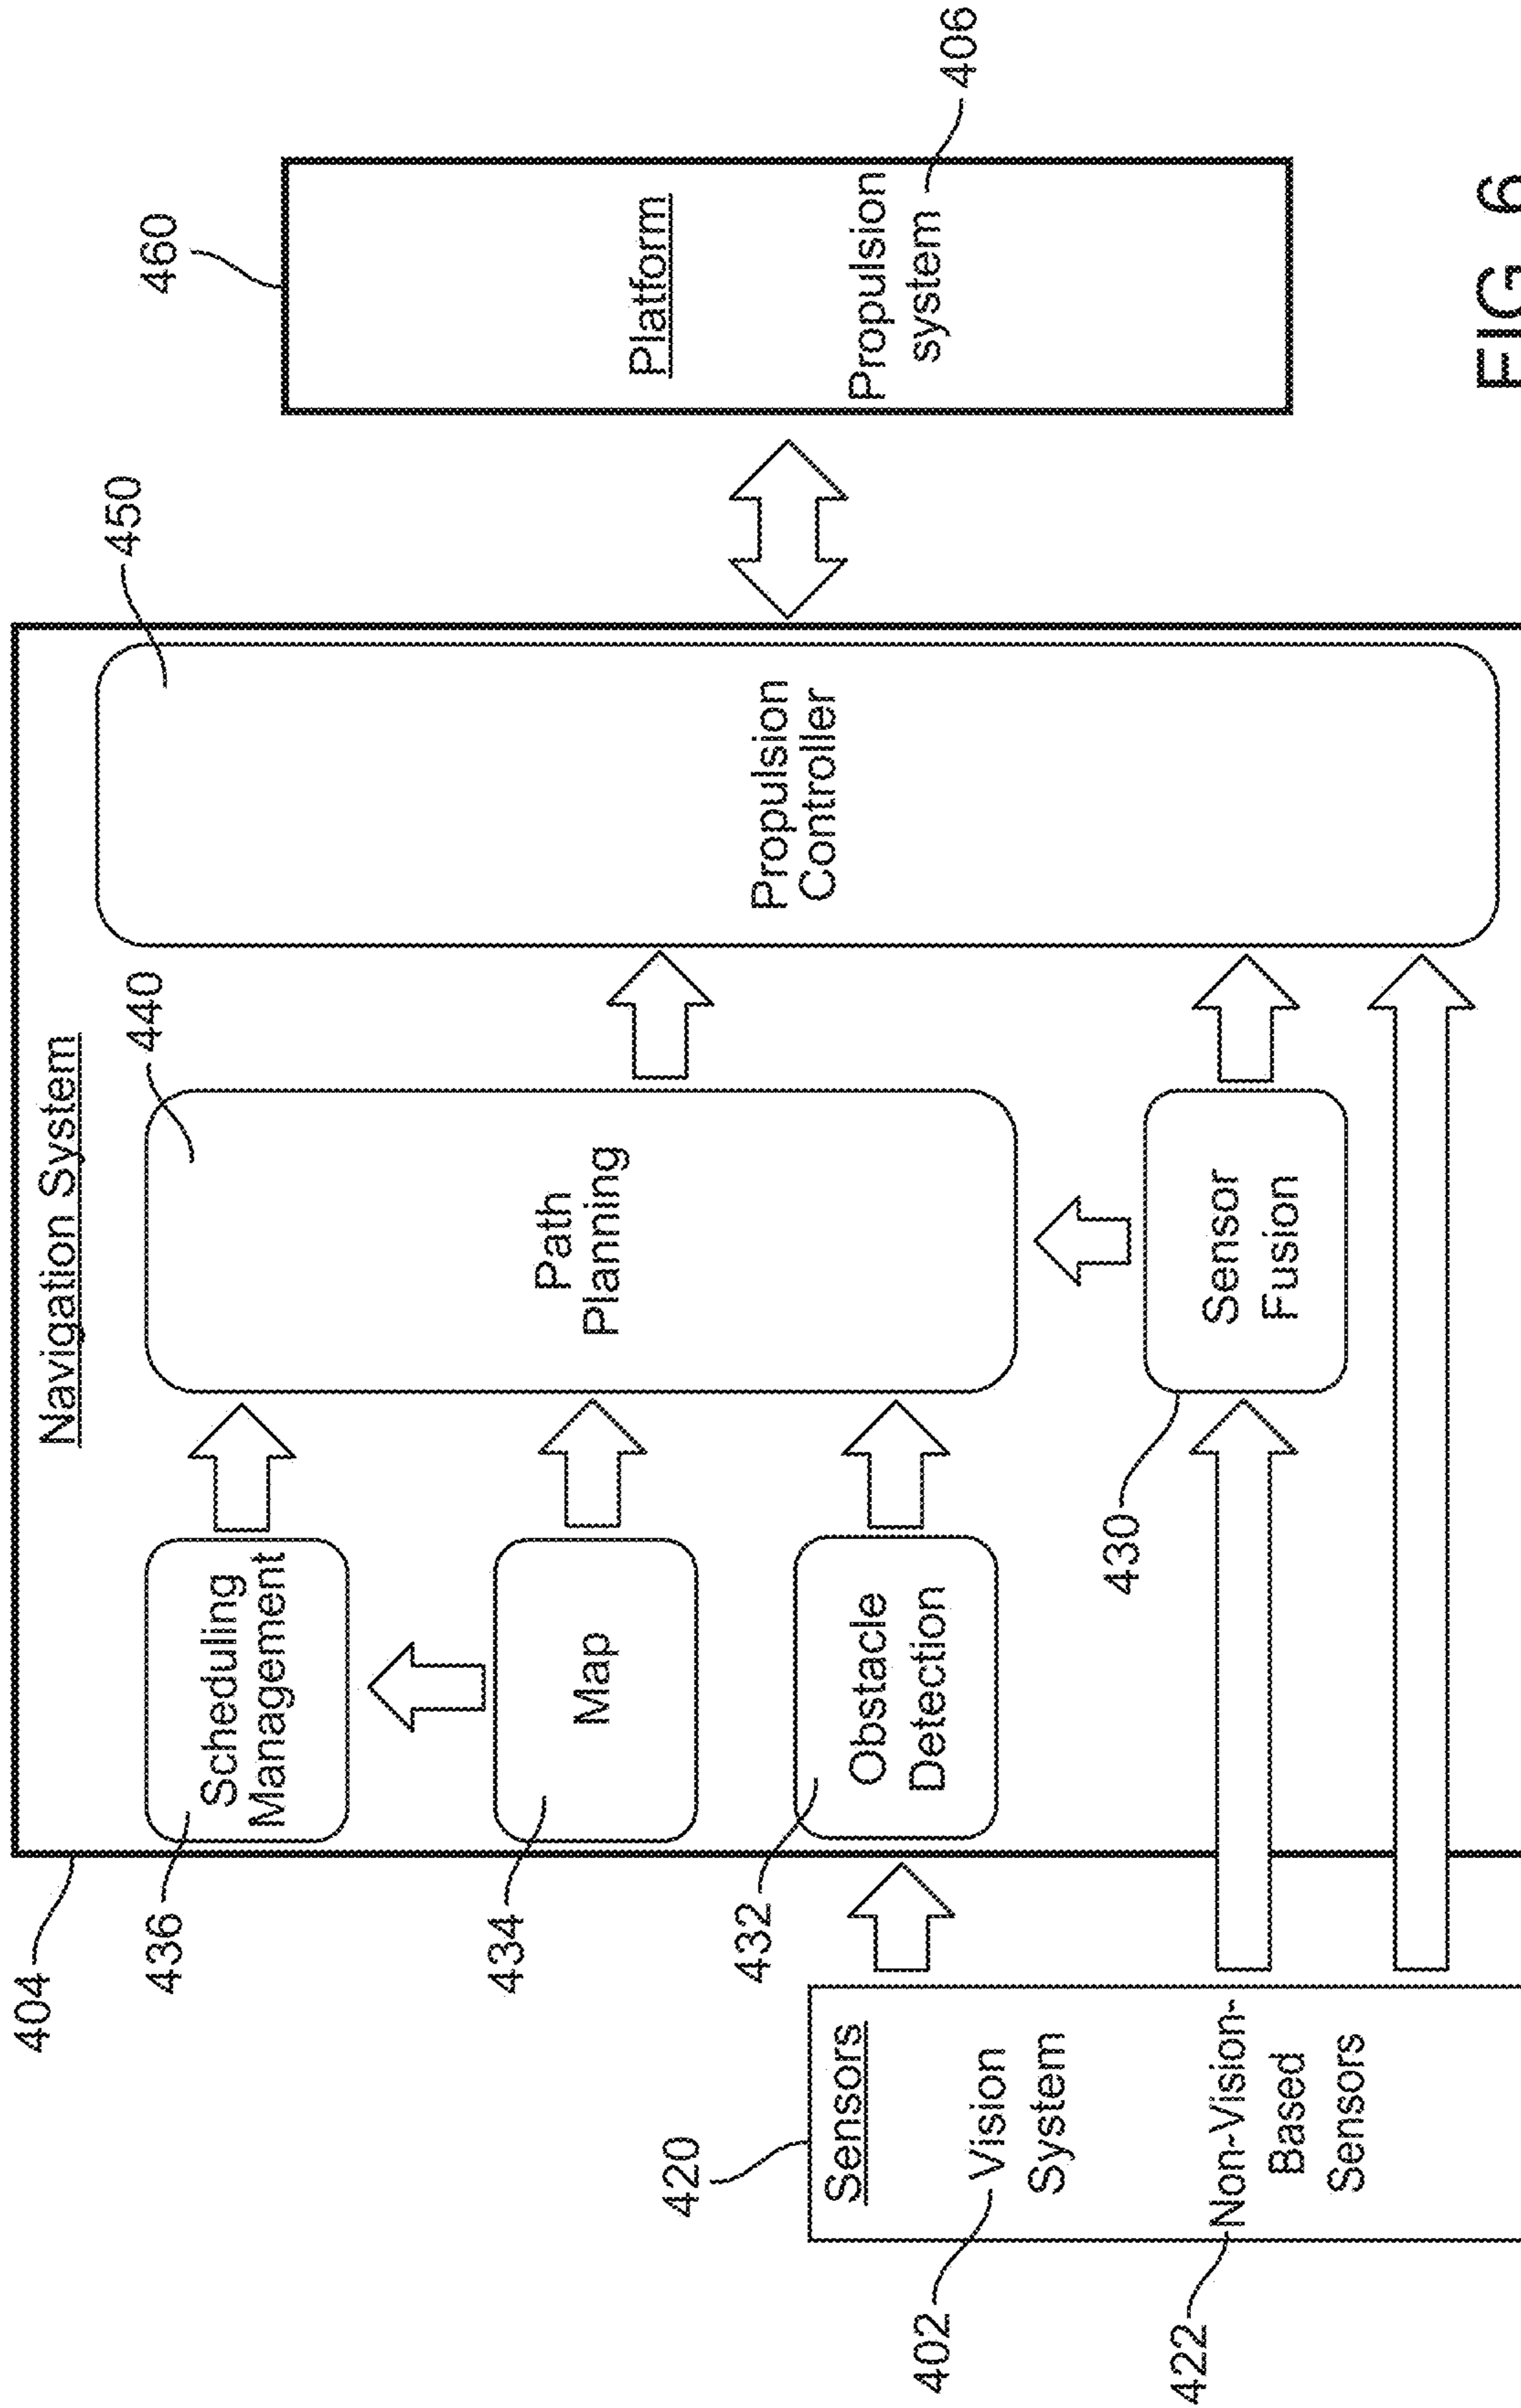 Navigation System
404
436
Scheduling
Management
434
Map
432
Obstacle
Detection
440
Path
Planning
430
Sensor
Fusion
450
Propulsion
Controller
460
Platform
Propulsion
system
406
420
Sensors
402
Vision
System
422
Non-Vision-
Based
Sensors
FIG 6